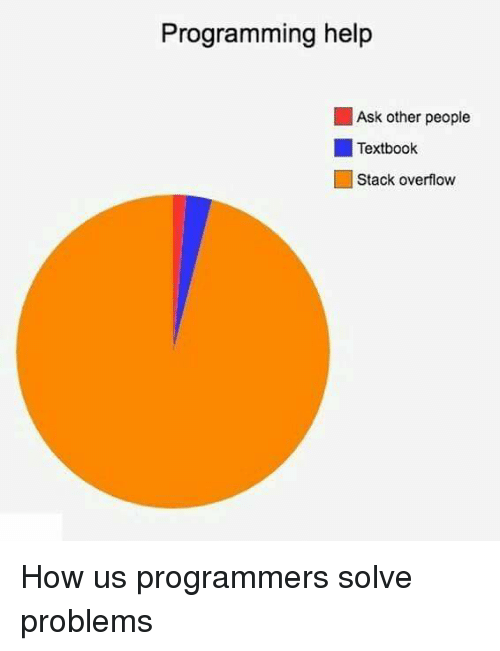 Programming help
Ask other people
Textbook
Stack overflow
How us programmers solve
problems